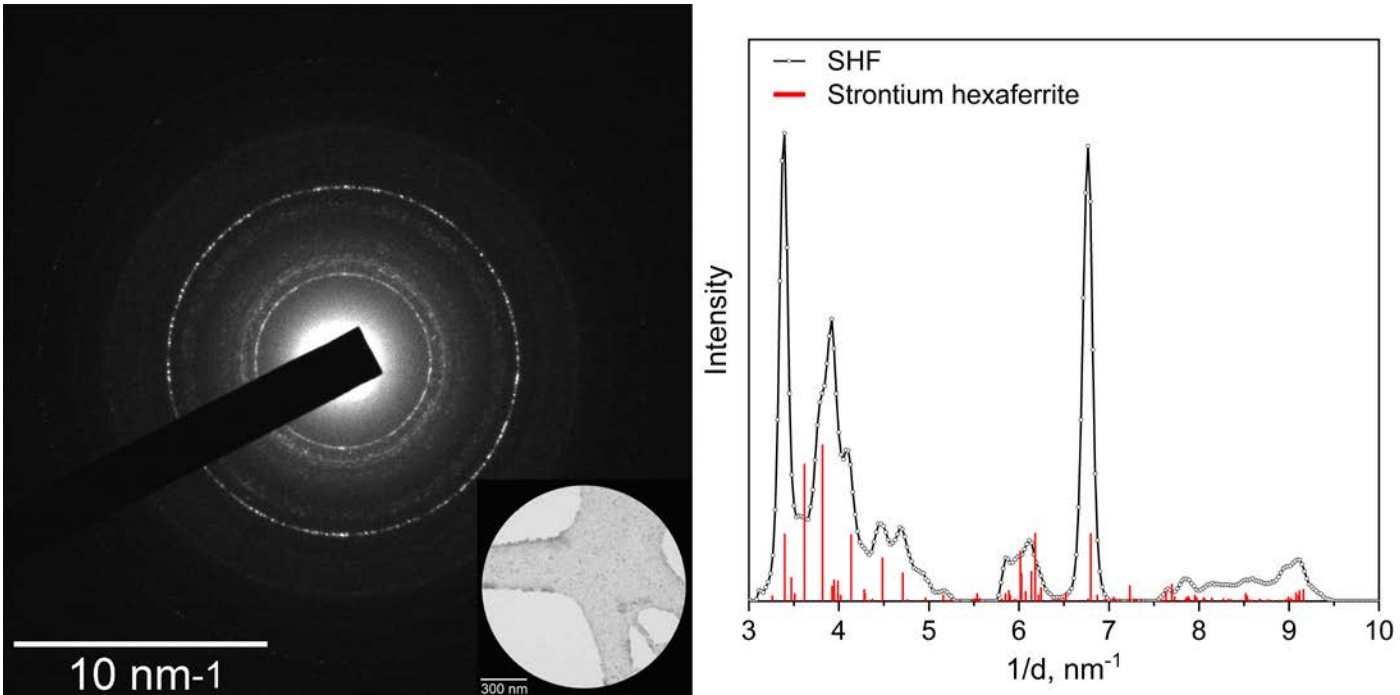 10 nm-1
300 nm
SHF
Strontium hexaferrite
Intensity
3 4 5 6 7 8 9 10
1/d, nm⁻¹